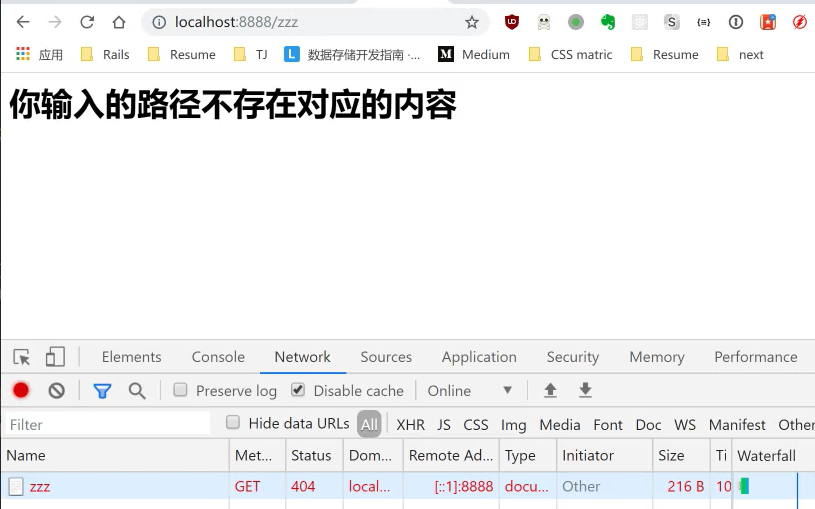 localhost:8888/zzz
应用 Rails Resume TJ 数据存储开发指南 ·... Medium CSS matric Resume next
你输入的路径不存在对应的内容
Elements Console Network Sources Application Security Memory Performance
Preserve log Disable cache Online
Filter Hide data URLs All XHR JS CSS Img Media Font Doc WS Manifest Other
Name Met... Status Dom... Remote Ad... Type Initiator Size Ti Waterfall
zzz GET 404 local... [::1]:8888 docu... Other 216 B 10